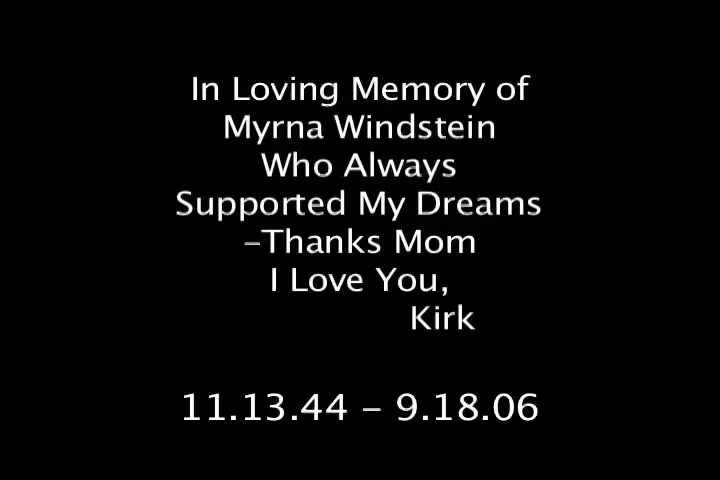 In Loving Memory of
Myrna Windstein
Who Always
Supported My Dreams
–Thanks Mom
I Love You,
Kirk
11.13.44 – 9.18.06